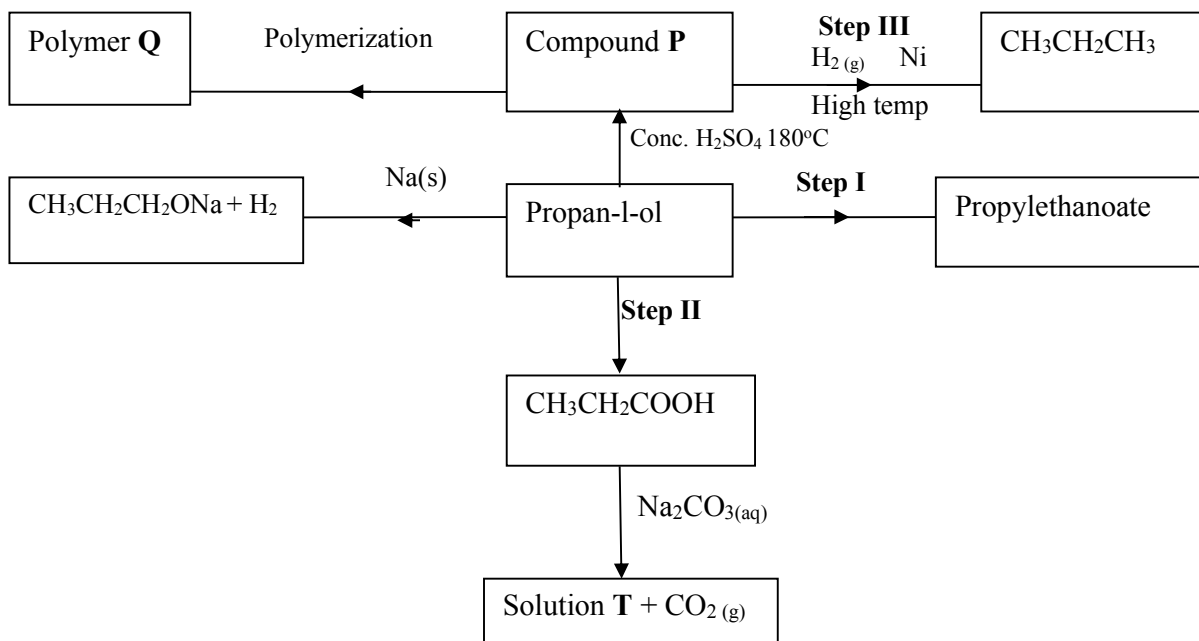 Polymer Q
Polymerization
Compound P
Step III
H₂ (g) Ni
High temp
CH₃CH₂CH₃
Conc. H₂SO₄ 180ᵒC
CH₃CH₂CH₂ONa + H₂
Na(s)
Propan-l-ol
Step I
Propylethanoate
Step II
CH₃CH₂COOH
Na₂CO₃(aq)
Solution T + CO₂ (g)